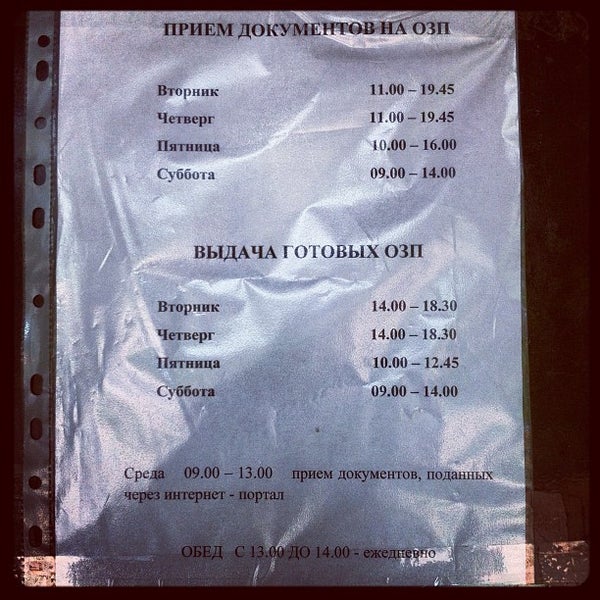 ПРИЕМ ДОКУМЕНТОВ НА ОЗП
Вторник 11.00 – 19.45
Четверг 11.00 – 19.45
Пятница 10.00 – 16.00
Суббота 09.00 – 14.00
ВЫДАЧА ГОТОВЫХ ОЗП
Вторник 14.00 – 18.30
Четверг 14.00 – 18.30
Пятница 10.00 – 12.45
Суббота 09.00 – 14.00
Среда 09.00 – 13.00 прием документов, поданных
через интернет - портал
ОБЕД С 13.00 ДО 14.00 - ежедневно